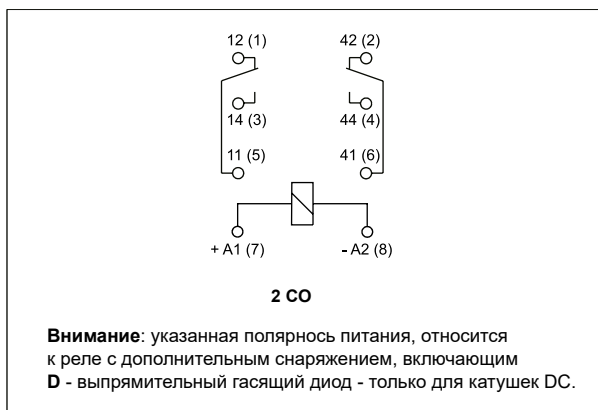 12 (1) 42 (2)
14 (3) 44 (4)
11 (5) 41 (6)
+ A1 (7) - A2 (8)
2 CO
Внимание: указанная полярнось питания, относится
к реле с дополнительным снаряжением, включающим
D - выпрямительный гасящий диод - только для катушек DC.